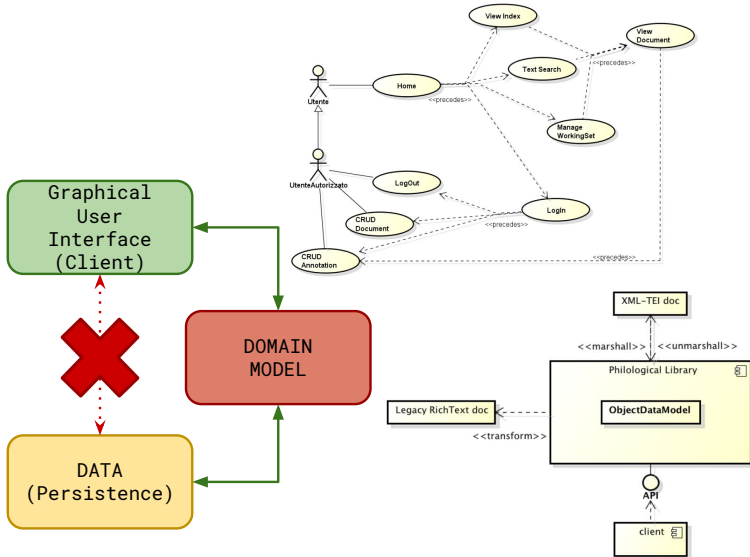 View Index
View
Document
Text Search
<<precedes>>
Home
Utente
<<precedes>>
Manage
WorkingSet
UtenteAutorizzato
LogOut
LogIn
CRUD
Document
<<precedes>>
CRUD
Annotation
<<precedes>>
Graphical
User
Interface
(Client)
DOMAIN
MODEL
DATA
(Persistence)
XML-TEI doc
<<marshall>>
<<unmarshall>>
Philological Library
Legacy RichText doc
ObjectDataModel
<<transform>>
API
client